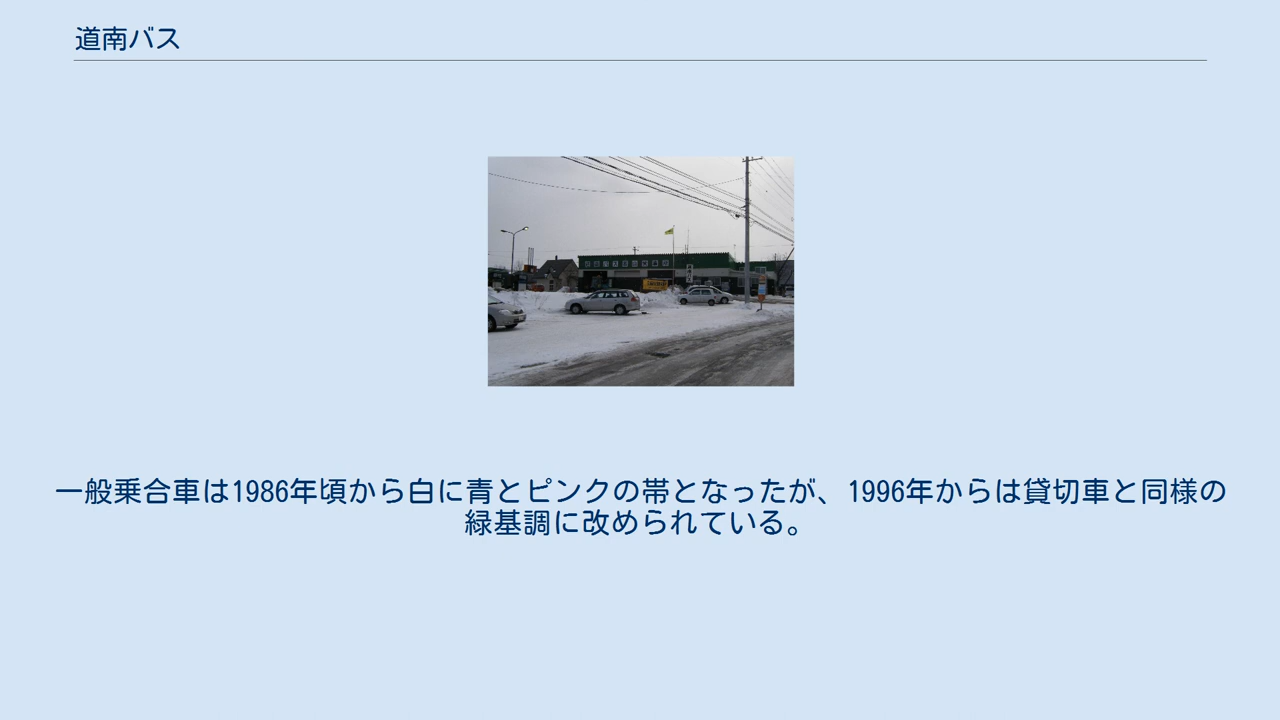 道南バス
一般乗合車は1986年頃から白に青とピンクの帯となったが、1996年からは貸切車と同様の
緑基調に改められている。